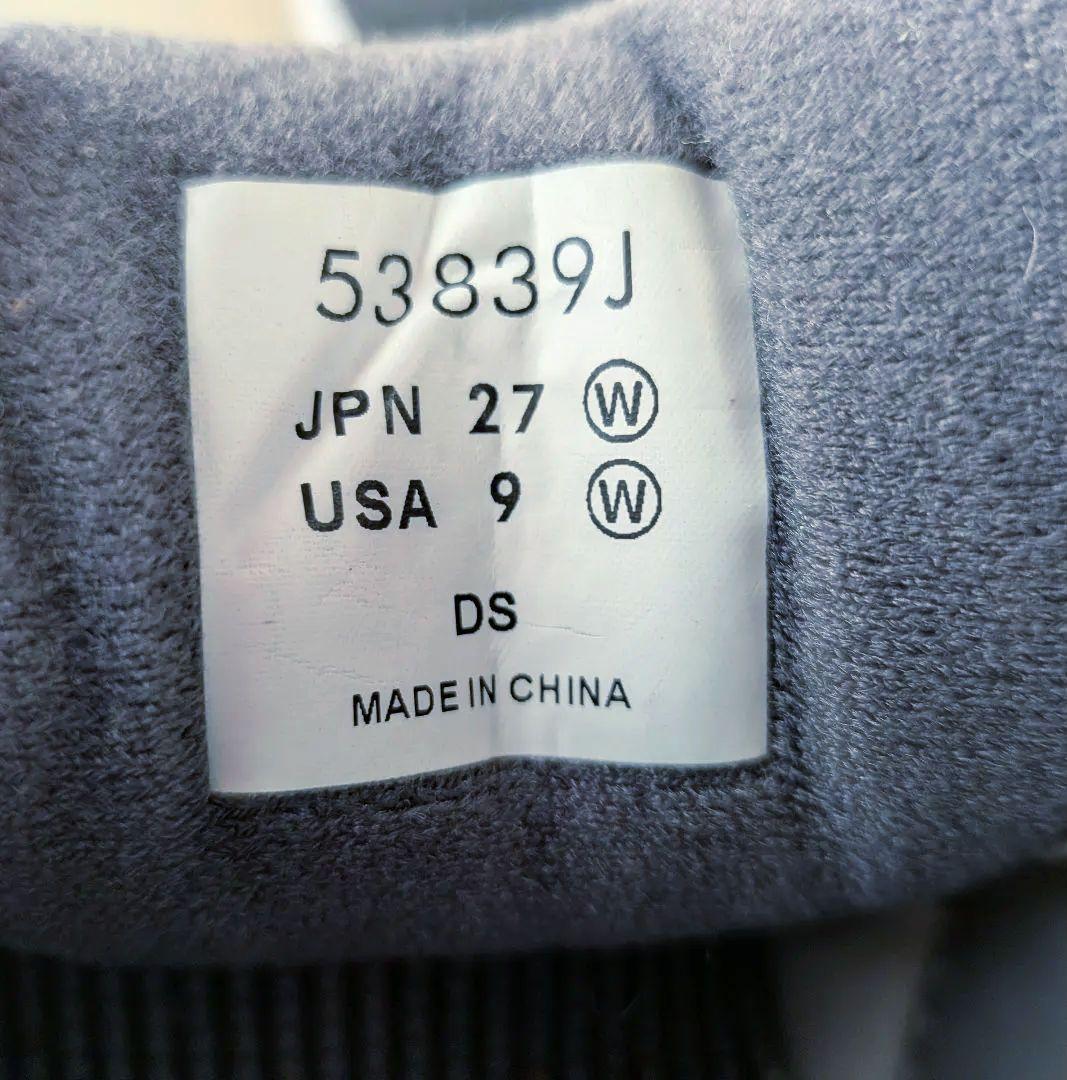 53839J
JPN 27 Ⓦ
USA 9 Ⓦ
DS
MADE IN CHINA